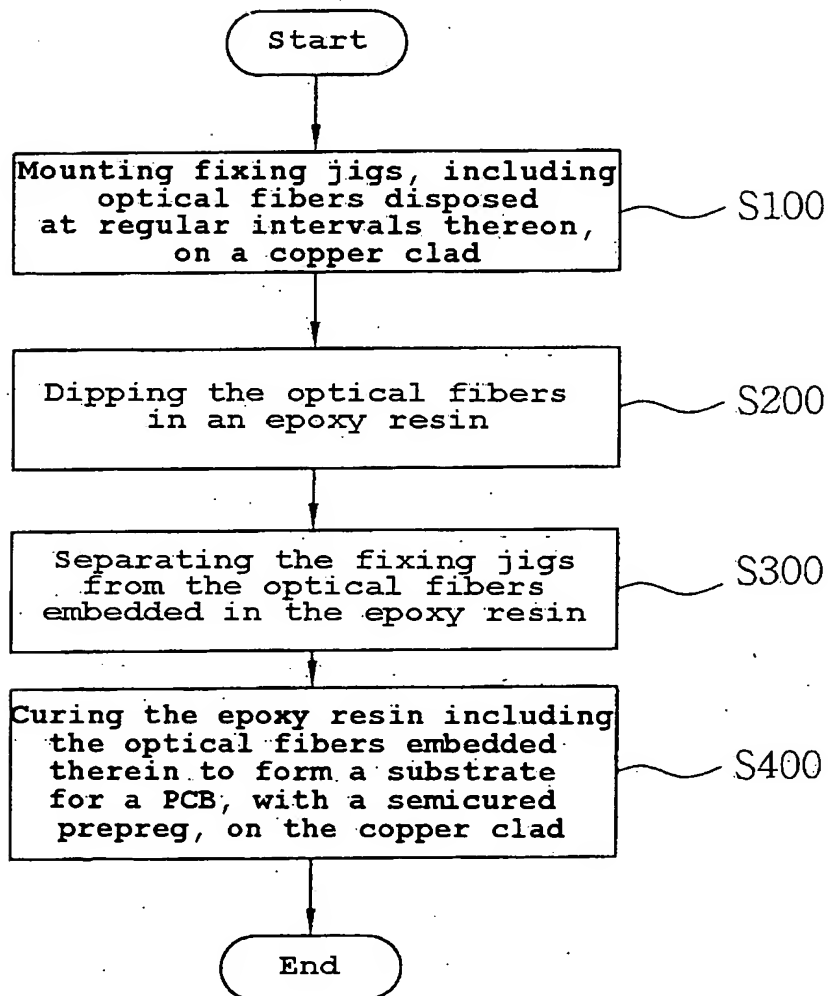 Start
Mounting fixing jigs, including
optical fibers disposed
at regular intervals thereon,
on a copper clad
S100
Dipping the optical fibers
in an epoxy resin
S200
Separating the fixing jigs
from the optical fibers
embedded in the epoxy resin
S300
Curing the epoxy resin including
the optical fibers embedded
therein to form a substrate
for a PCB, with a semicured
prepreg, on the copper clad
S400
End